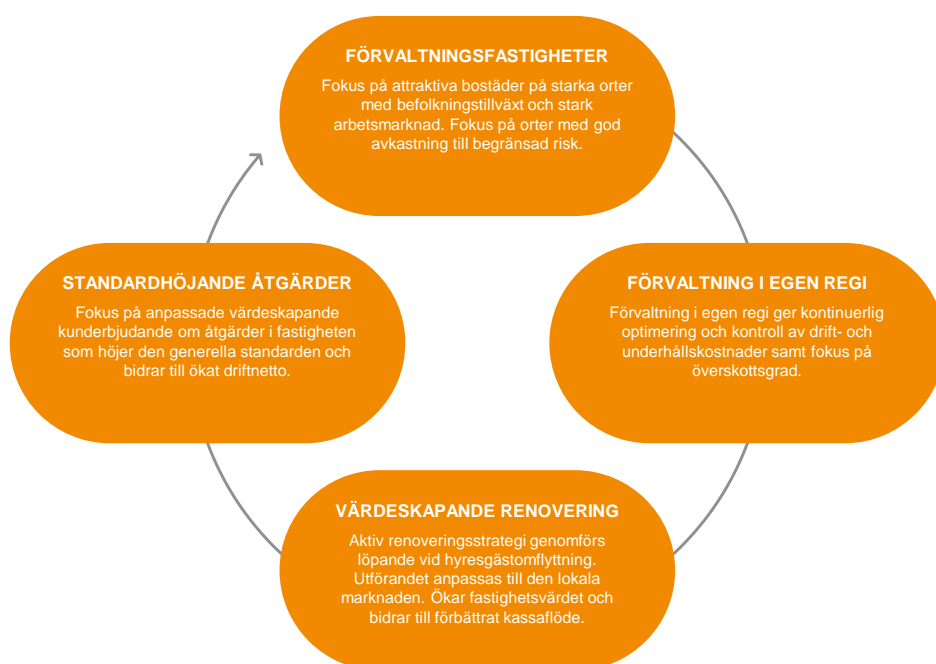 FÖRVALTNINGSFASTIGHETER
Fokus på attraktiva bostäder på starka orter
med befolkningstillväxt och stark
arbetsmarknad. Fokus på orter med god
avkastning till begränsad risk.
STANDARDHÖJANDE ÅTGÄRDER
Fokus på anpassade värdeskapande
kunderbjudande om åtgärder i fastigheten
som höjer den generella standarden och
bidrar till ökat driftnetto.
FÖRVALTNING I EGEN REGI
Förvaltning i egen regi ger kontinuerlig
optimering och kontroll av drift- och
underhållskostnader samt fokus på
överskottsgrad.
VÄRDESKAPANDE RENOVERING
Aktiv renoveringsstrategi genomförs
löpande vid hyresgästomflyttning.
Utförandet anpassas till den lokala
marknaden. Ökar fastighetsvärdet och
bidrar till förbättrat kassaflöde.